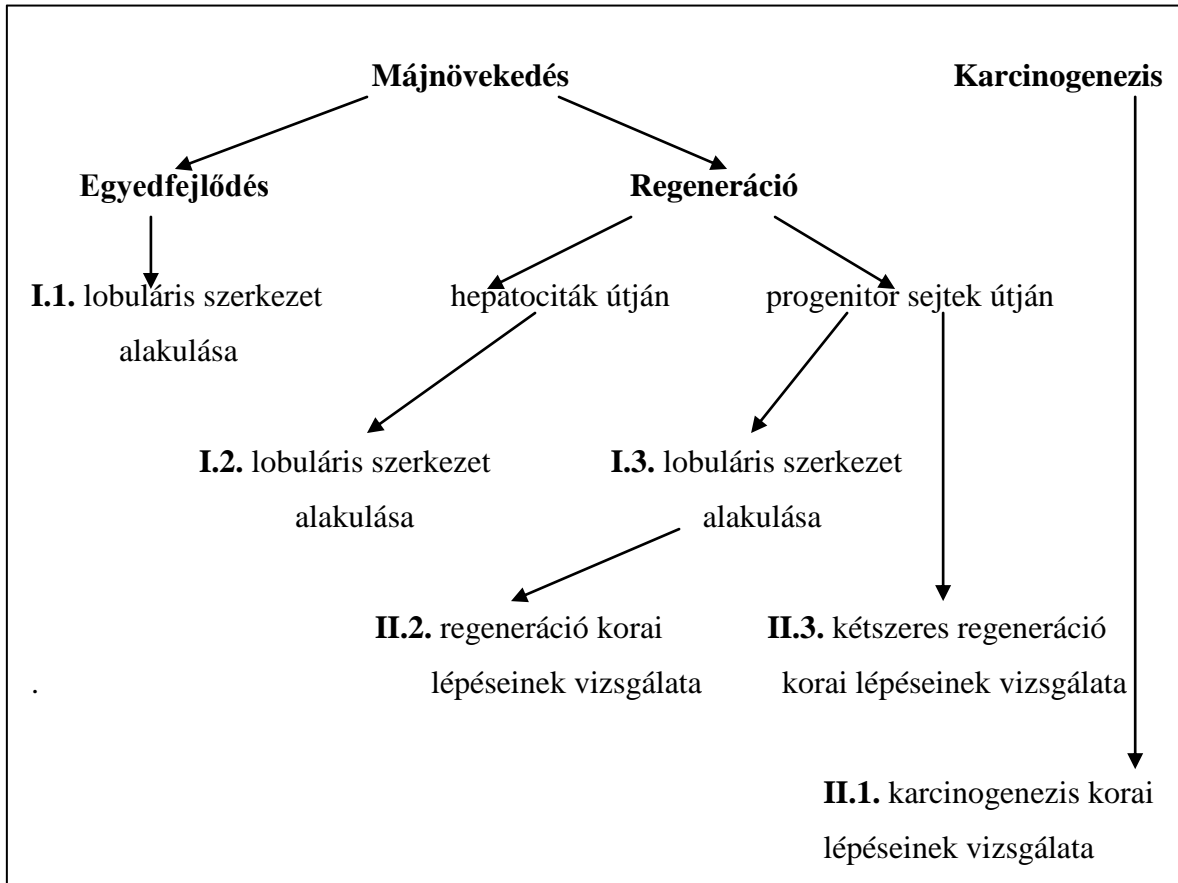 Májnövekedés Karcinogenezis
Egyedfejlődés Regeneráció
I.1. lobuláris szerkezet hepatociták útján progenitor sejtek útján
alakulása
I.2. lobuláris szerkezet I.3. lobuláris szerkezet
alakulása alakulása
II.2. regeneráció korai II.3. kétszeres regeneráció
. lépéseinek vizsgálata korai lépéseinek vizsgálata
II.1. karcinogenezis korai
lépéseinek vizsgálata